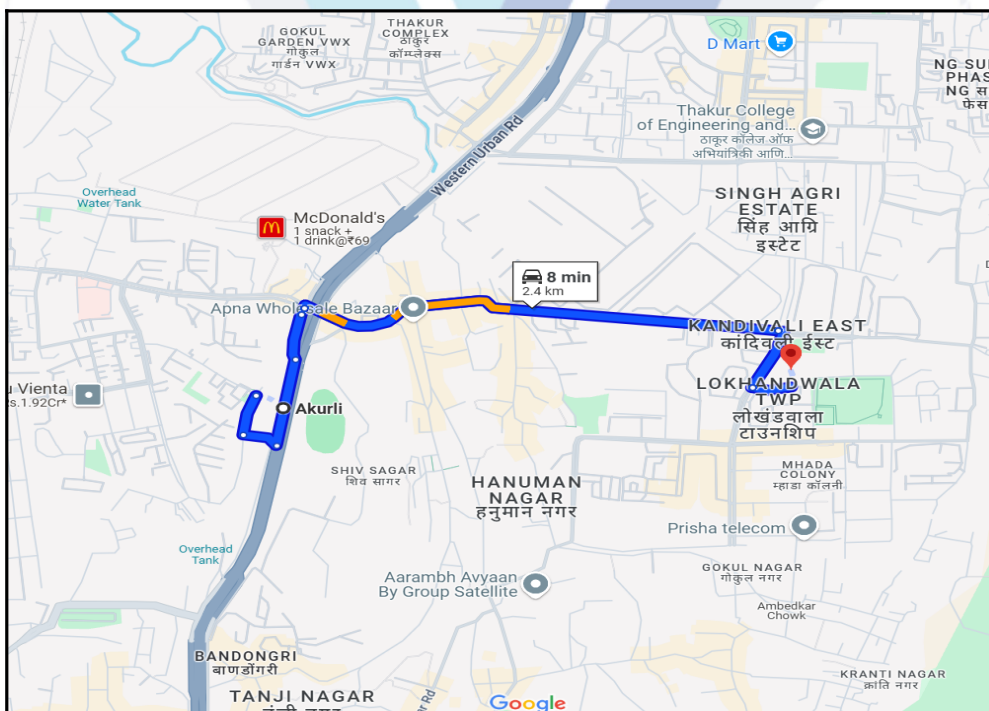 GOKUL
GARDEN VWX
गोकुल
गार्डन VWX
THAKUR
COMPLEX
ठाकुर
कॉम्प्लेक्स
D Mart
NG SU
PHAS
NG स
फेस
Thakur College
of Engineering and...
ठाकूर कॉलेज ऑफ
अभियांत्रिकी आणि...
Western Urban Rd
Overhead
Water Tank
McDonald's
1 snack +
1 drink@₹69
SINGH AGRI
ESTATE
सिंह आग्रि
इस्टेट
8 min
2.4 km
Apna Wholesale Bazaar
KANDIVALI EAST
कांदिवली ईस्ट
u Vienta
s.1.92Cr*
Akurli
LOKHANDWALA
TWP
लोखंडवाला
टाउनशिप
SHIV SAGAR
शिव सागर
HANUMAN
NAGAR
हनुमान नगर
MHADA
COLONY
म्हाडा कॉलनी
Prisha telecom
Overhead
Tank
Aarambh Avyaan
By Group Satellite
GOKUL NAGAR
गोकुल नगर
Ambedkar
Chowk
BANDONGRI
बाणडोंगरी
KRANTI NAGAR
क्रांति नगर
TANJI NAGAR
or Rd
Google